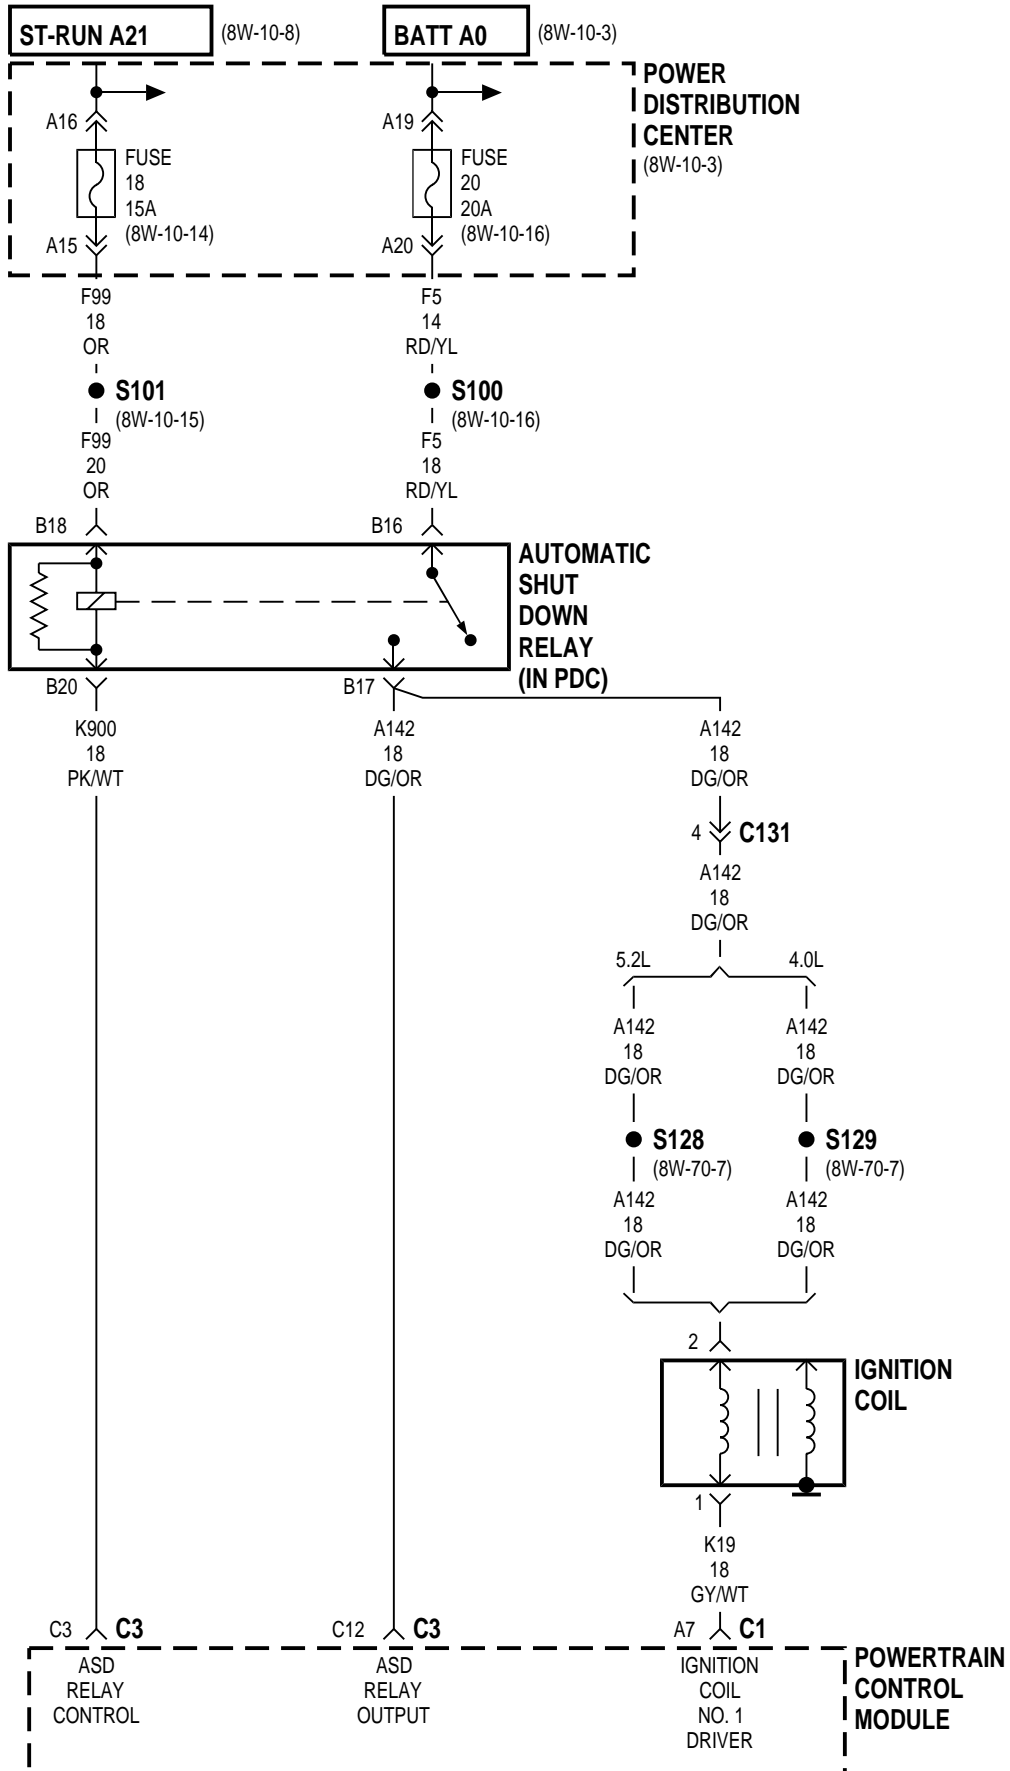 ST-RUN A21
(8W-10-8)
BATT A0
(8W-10-3)
POWER
DISTRIBUTION
CENTER
(8W-10-3)
A16
FUSE
18
15A
(8W-10-14)
A15
A19
FUSE
20
20A
(8W-10-16)
A20
F99
18
OR
S101
(8W-10-15)
F99
20
OR
B18
F5
14
RD/YL
S100
(8W-10-16)
F5
18
RD/YL
B16
AUTOMATIC
SHUT
DOWN
RELAY
(IN PDC)
B20
K900
18
PK/WT
B17
A142
18
DG/OR
A142
18
DG/OR
4
C131
A142
18
DG/OR
5.2L
4.0L
A142
18
DG/OR
S128
(8W-70-7)
A142
18
DG/OR
A142
18
DG/OR
S129
(8W-70-7)
A142
18
DG/OR
2
IGNITION
COIL
1
K19
18
GY/WT
C3
C3
C12
C3
A7
C1
ASD
RELAY
CONTROL
ASD
RELAY
OUTPUT
IGNITION
COIL
NO. 1
DRIVER
POWERTRAIN
CONTROL
MODULE